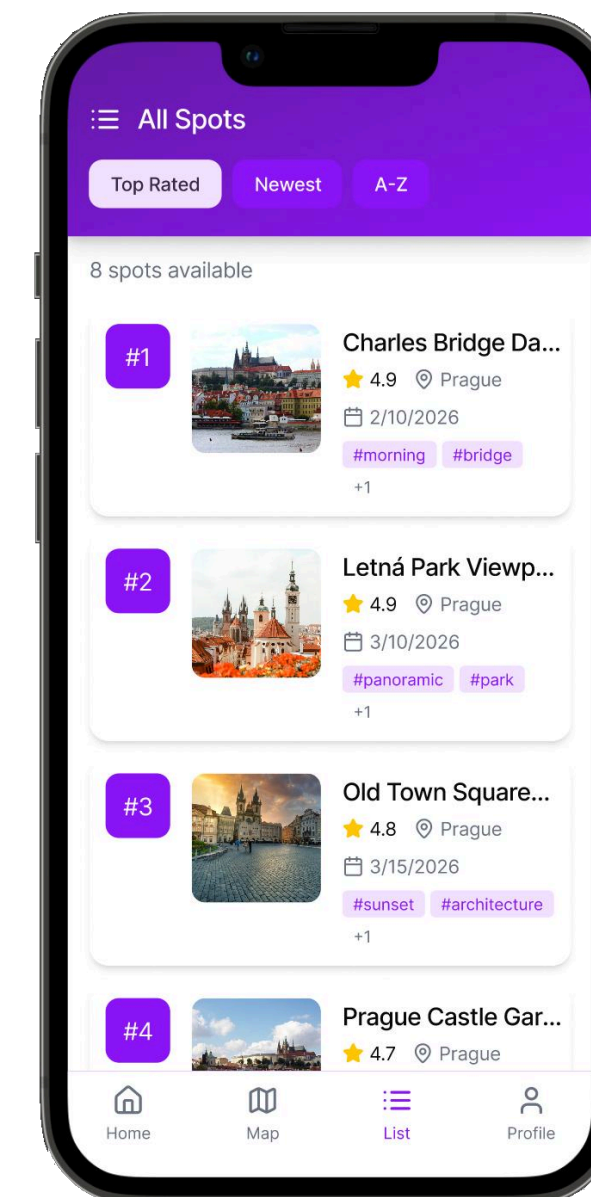 All Spots
Top Rated Newest A-Z
8 spots available
#1
Charles Bridge Da...
4.9 Prague
2/10/2026
#morning #bridge
+1
#2
Letná Park Viewp...
4.9 Prague
3/10/2026
#panoramic #park
+1
#3
Old Town Square...
4.8 Prague
3/15/2026
#sunset #architecture
+1
#4
Prague Castle Gar...
4.7 Prague
Home Map List Profile